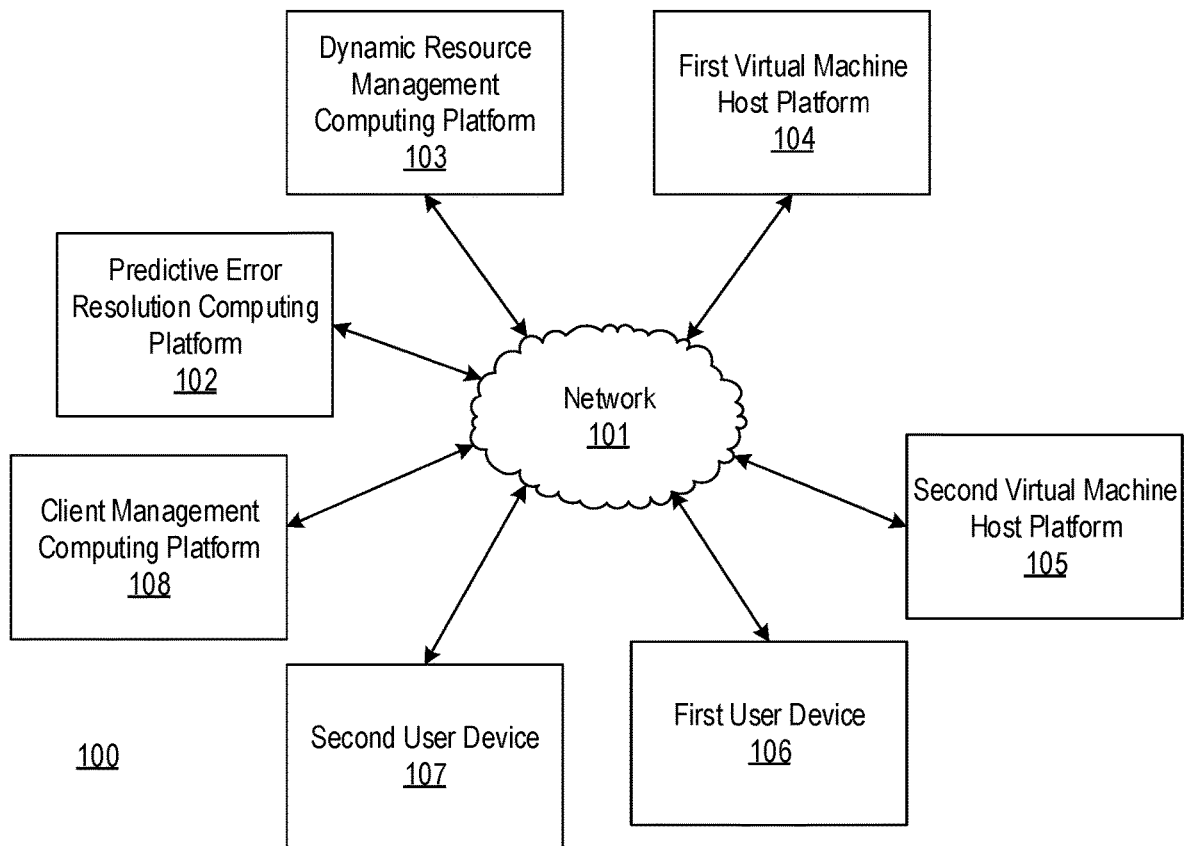 Dynamic Resource
Management
Computing Platform
103
First Virtual Machine
Host Platform
104
Predictive Error
Resolution Computing
Platform
102
Network
101
Client Management
Computing Platform
108
Second Virtual Machine
Host Platform
105
Second User Device
107
First User Device
106
100